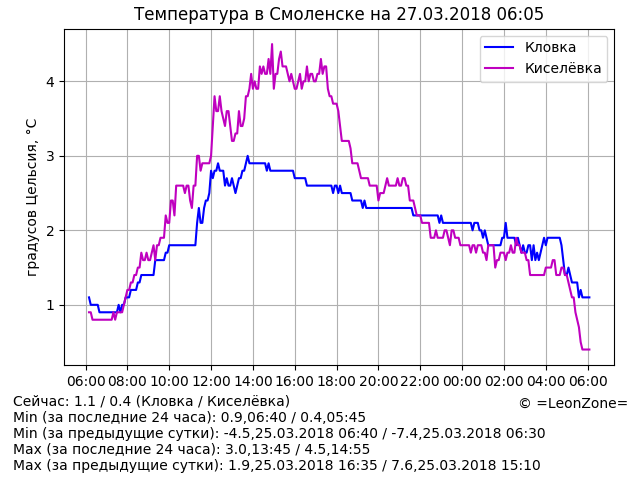 Температура в Смоленске на 27.03.2018 06:05
Кловка
Киселёвка
градусов Цельсия, °C
4
3
2
1
06:00 08:00 10:00 12:00 14:00 16:00 18:00 20:00 22:00 00:00 02:00 04:00 06:00
Сейчас: 1.1 / 0.4 (Кловка / Киселёвка)
© =LeonZone=
Min (за последние 24 часа): 0.9,06:40 / 0.4,05:45
Min (за предыдущие сутки): -4.5,25.03.2018 06:40 / -7.4,25.03.2018 06:30
Max (за последние 24 часа): 3.0,13:45 / 4.5,14:55
Max (за предыдущие сутки): 1.9,25.03.2018 16:35 / 7.6,25.03.2018 15:10